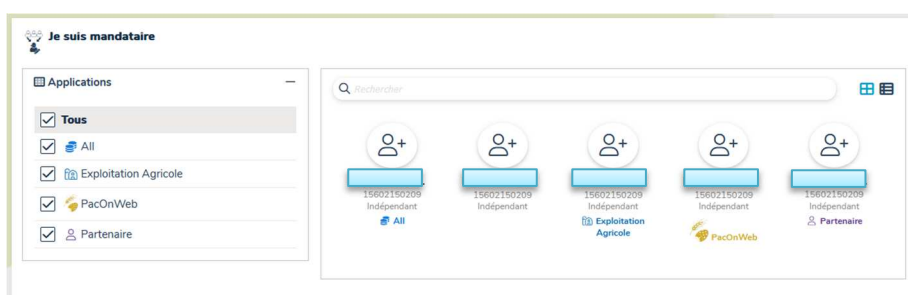 Je suis mandataire
Applications
Tous
All
Exploitation Agricole
PacOnWeb
Partenaire
Rechercher
15602150209
Indépendant
All
15602150209
Indépendant
15602150209
Indépendant
Exploitation
Agricole
15602150209
Indépendant
PacOnWeb
15602150209
Indépendant
Partenaire